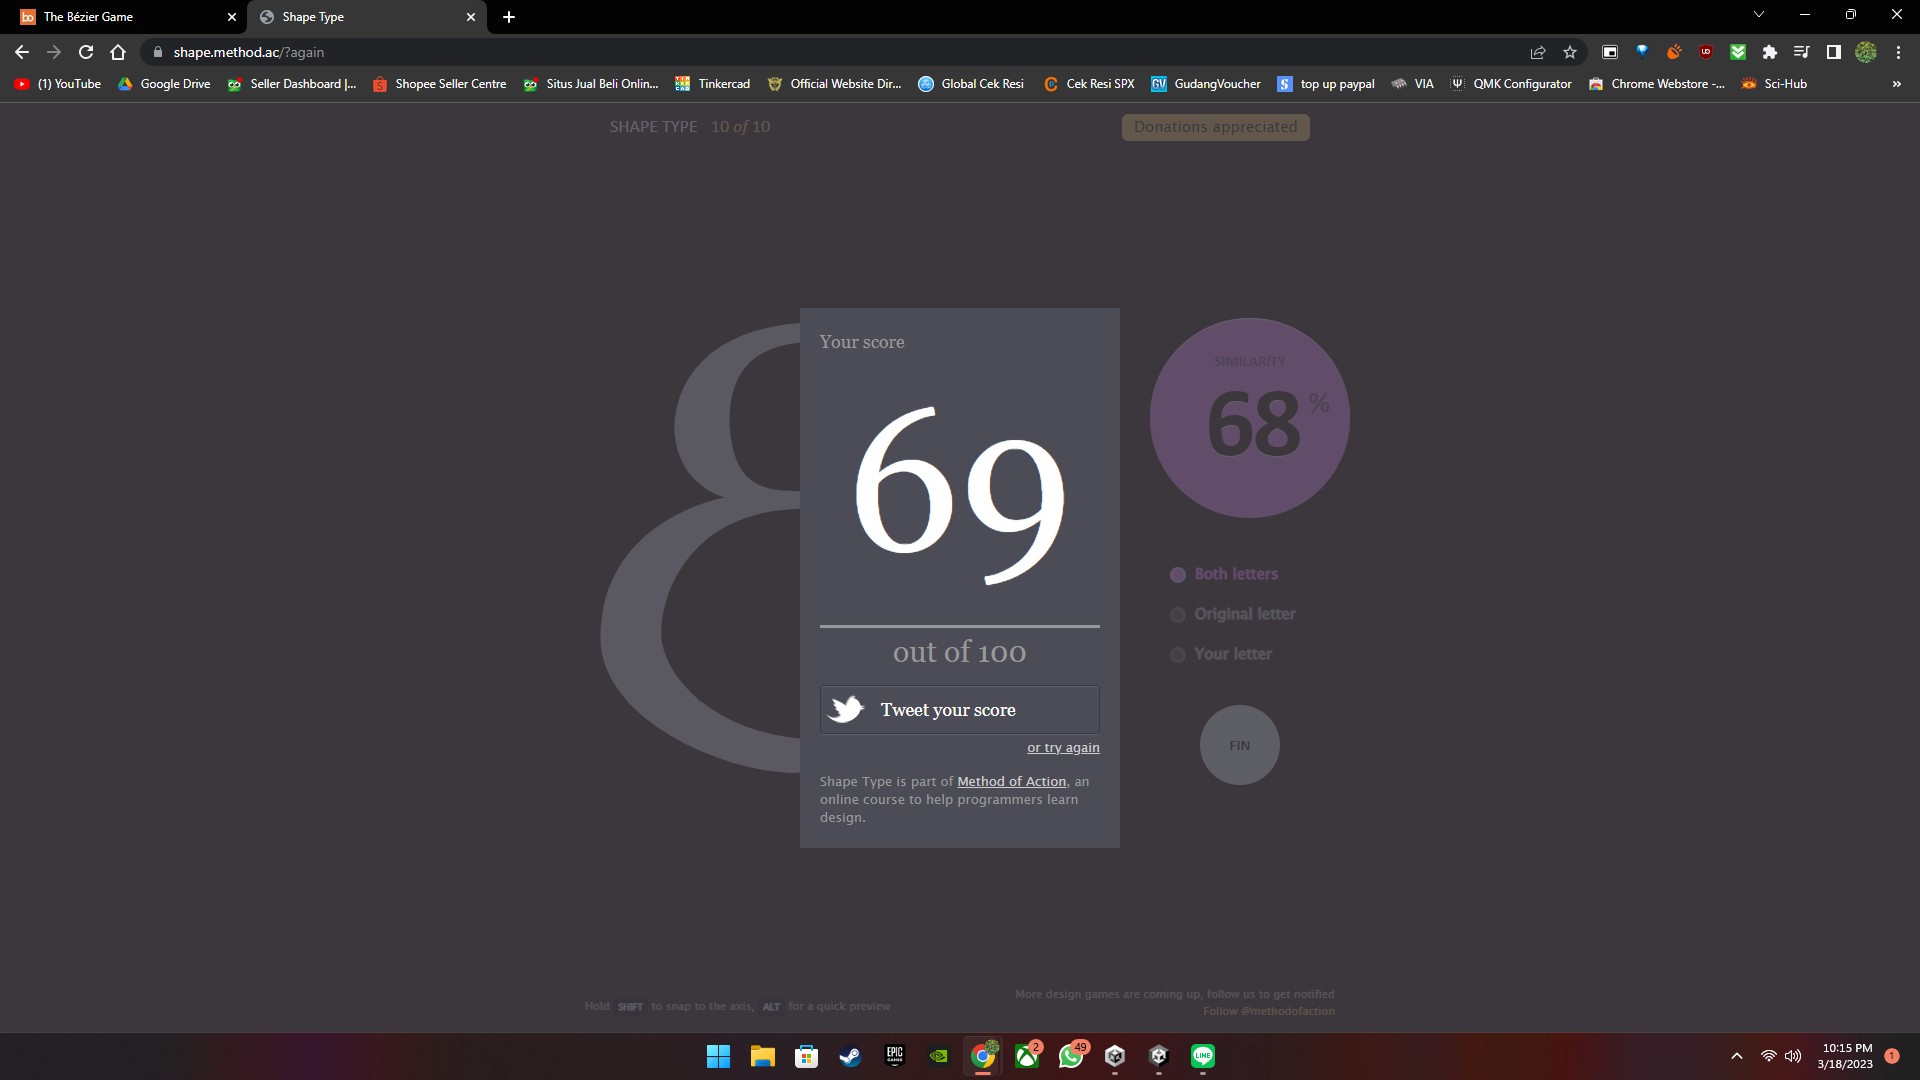 The Bézier Game
Shape Type
shape.method.ac/?again
(1) YouTube
Google Drive
Seller Dashboard |...
Shopee Seller Centre
Situs Jual Beli Onlin...
Tinkercad
Official Website Dir...
Global Cek Resi
Cek Resi SPX
GudangVoucher
top up paypal
VIA
QMK Configurator
Chrome Webstore -...
Sci-Hub
»
SHAPE TYPE 10 of 10
Donations appreciated
Your score
69
out of 100
Tweet your score
or try again
Shape Type is part of Method of Action, an
online course to help programmers learn
design.
SIMILARITY
68 %
Both letters
Original letter
Your letter
FIN
Hold SHIFT to snap to the axis, ALT for a quick preview
More design games are coming up, follow us to get notified
Follow @methodofaction
EPIC
GAMES
2
49
LINE
10:15 PM
3/18/2023
1